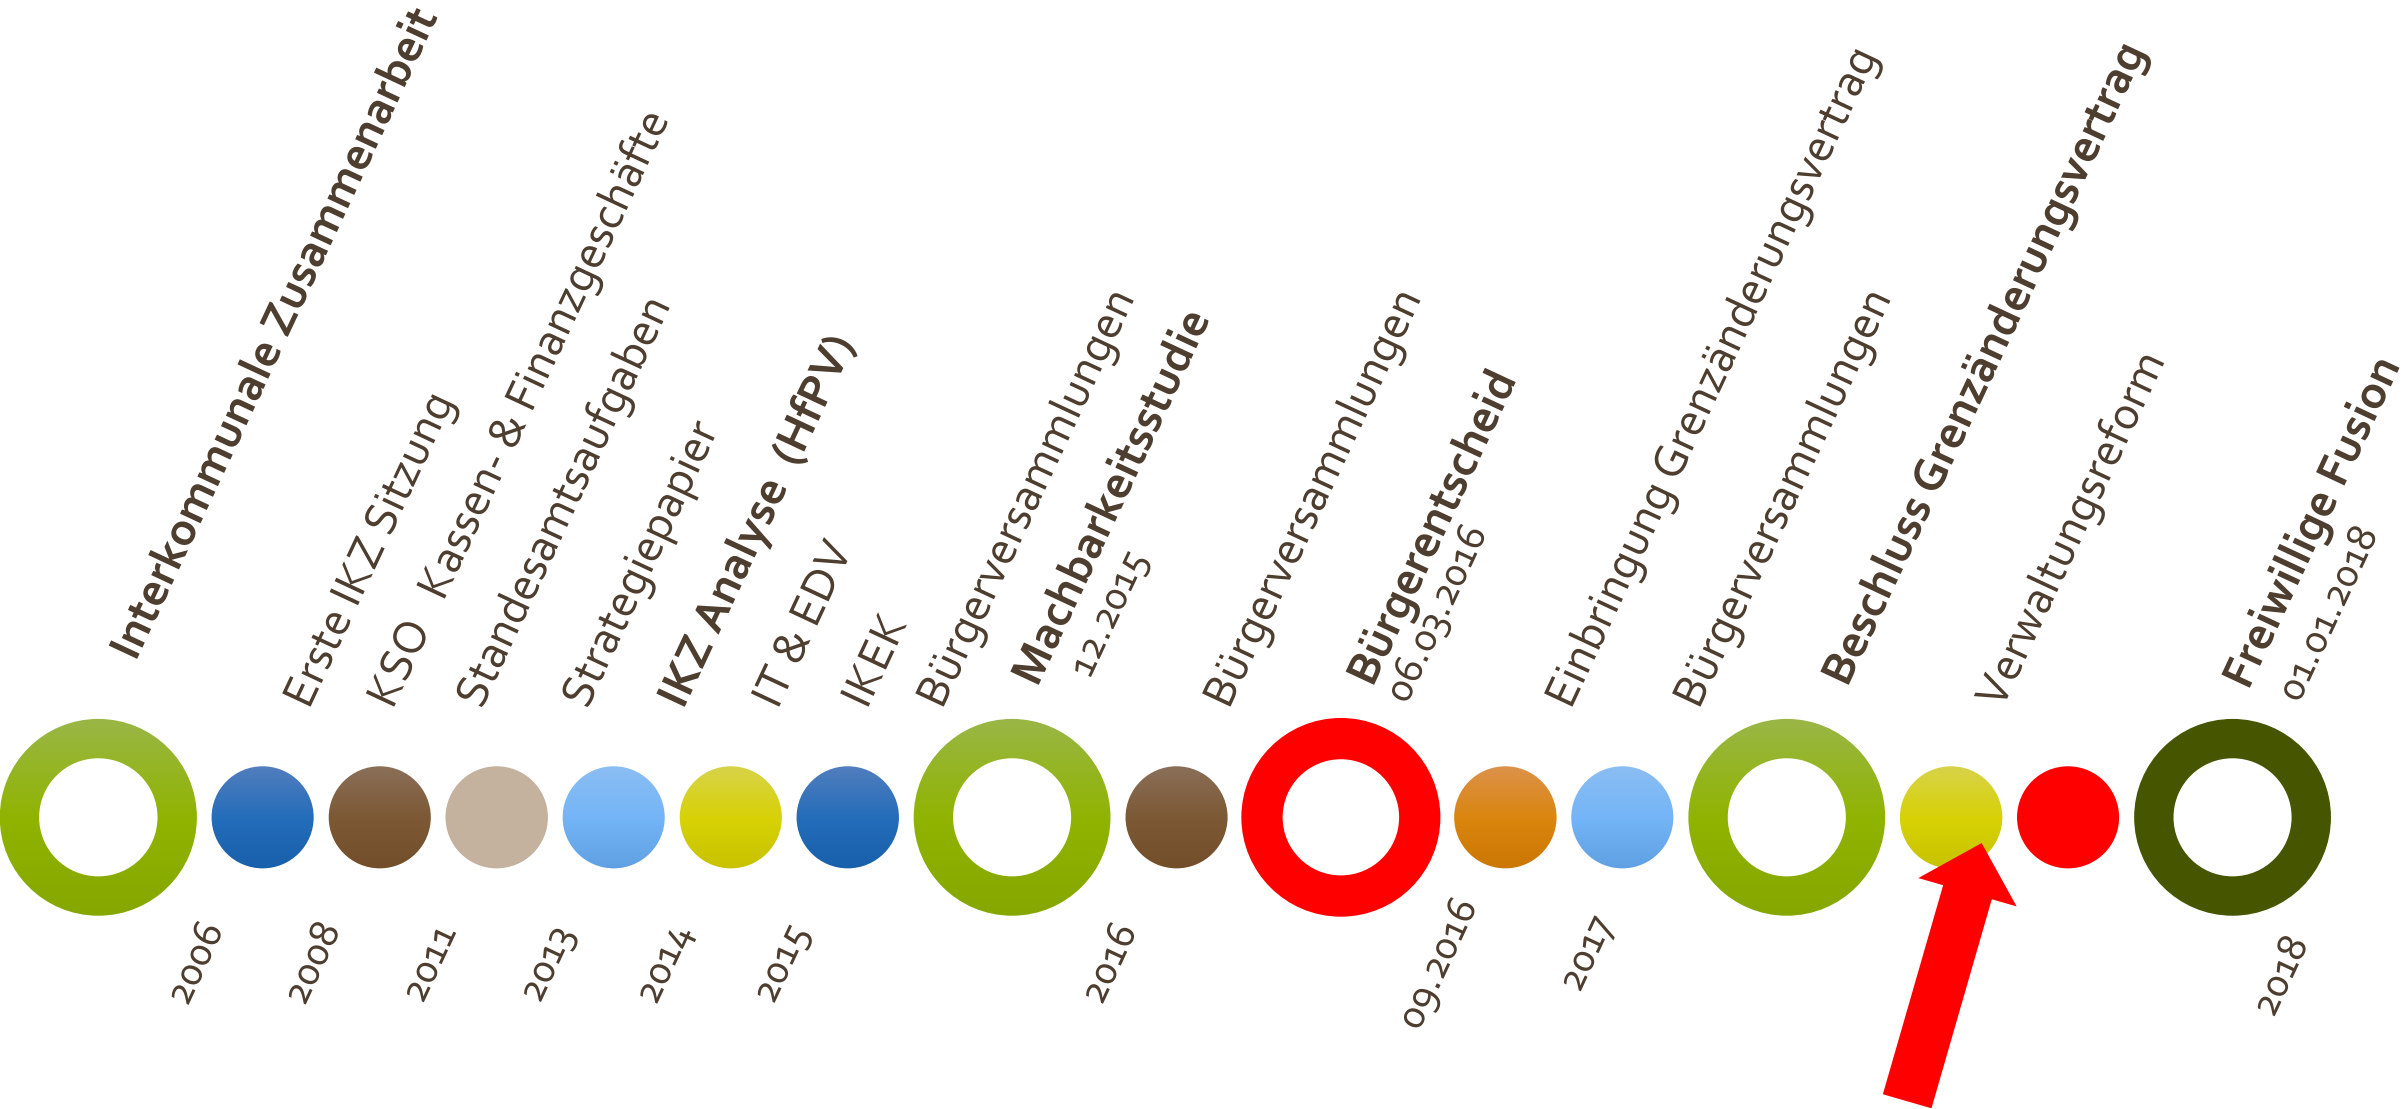 Interkommunale Zusammenarbeit
Erste IKZ Sitzung
KSO   Kassen- & Finanzgeschäfte
Standesamtsaufgaben
Strategiepapier
IKZ Analyse  (HfPV)
IT & EDV
IKEK
Bürgerversammlungen
Machbarkeitsstudie
12.2015
Bürgerversammlungen
Bürgerentscheid
06.03.2016
Einbringung Grenzänderungsvertrag
Bürgerversammlungen
Beschluss Grenzänderungsvertrag
Verwaltungsreform
Freiwillige Fusion
01.01.2018
2006
2008
2011
2013
2014
2015
2016
09.2016
2017
2018